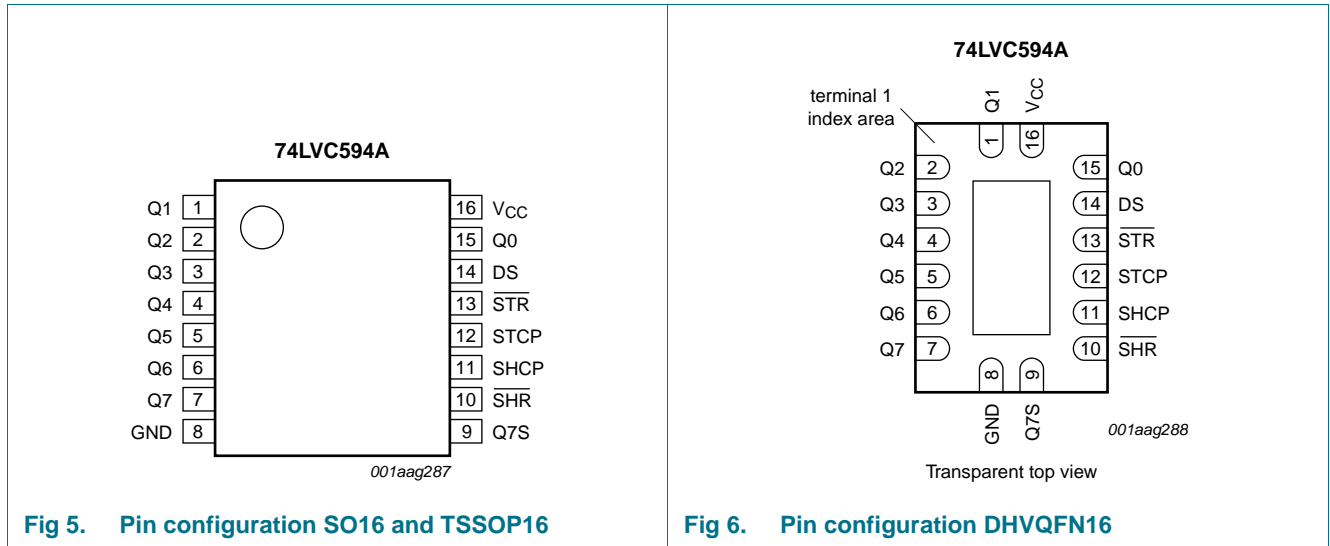 74LVC594A
Q1 1
Q2 2
Q3 3
Q4 4
Q5 5
Q6 6
Q7 7
GND 8
16 VCC
15 Q0
14 DS
13 STR
12 STCP
11 SHCP
10 SHR
9 Q7S
001aag287
Fig 5. Pin configuration SO16 and TSSOP16
74LVC594A
terminal 1
index area
Q1 VCC
1 16
Q2 2
Q3 3
Q4 4
Q5 5
Q6 6
Q7 7
15 Q0
14 DS
13 STR
12 STCP
11 SHCP
10 SHR
8 9
GND Q7S
001aag288
Transparent top view
Fig 6. Pin configuration DHVQFN16